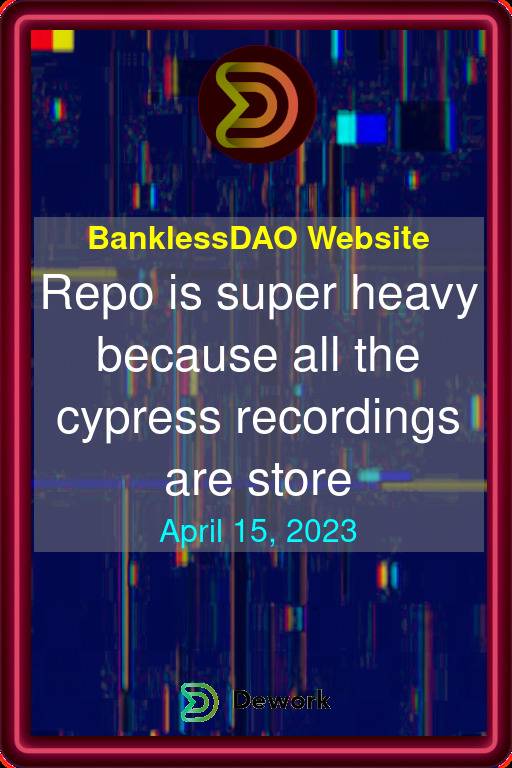 BanklessDAO Website
Repo is super heavy
because all the
cypress recordings
are store
April 15, 2023
Dework